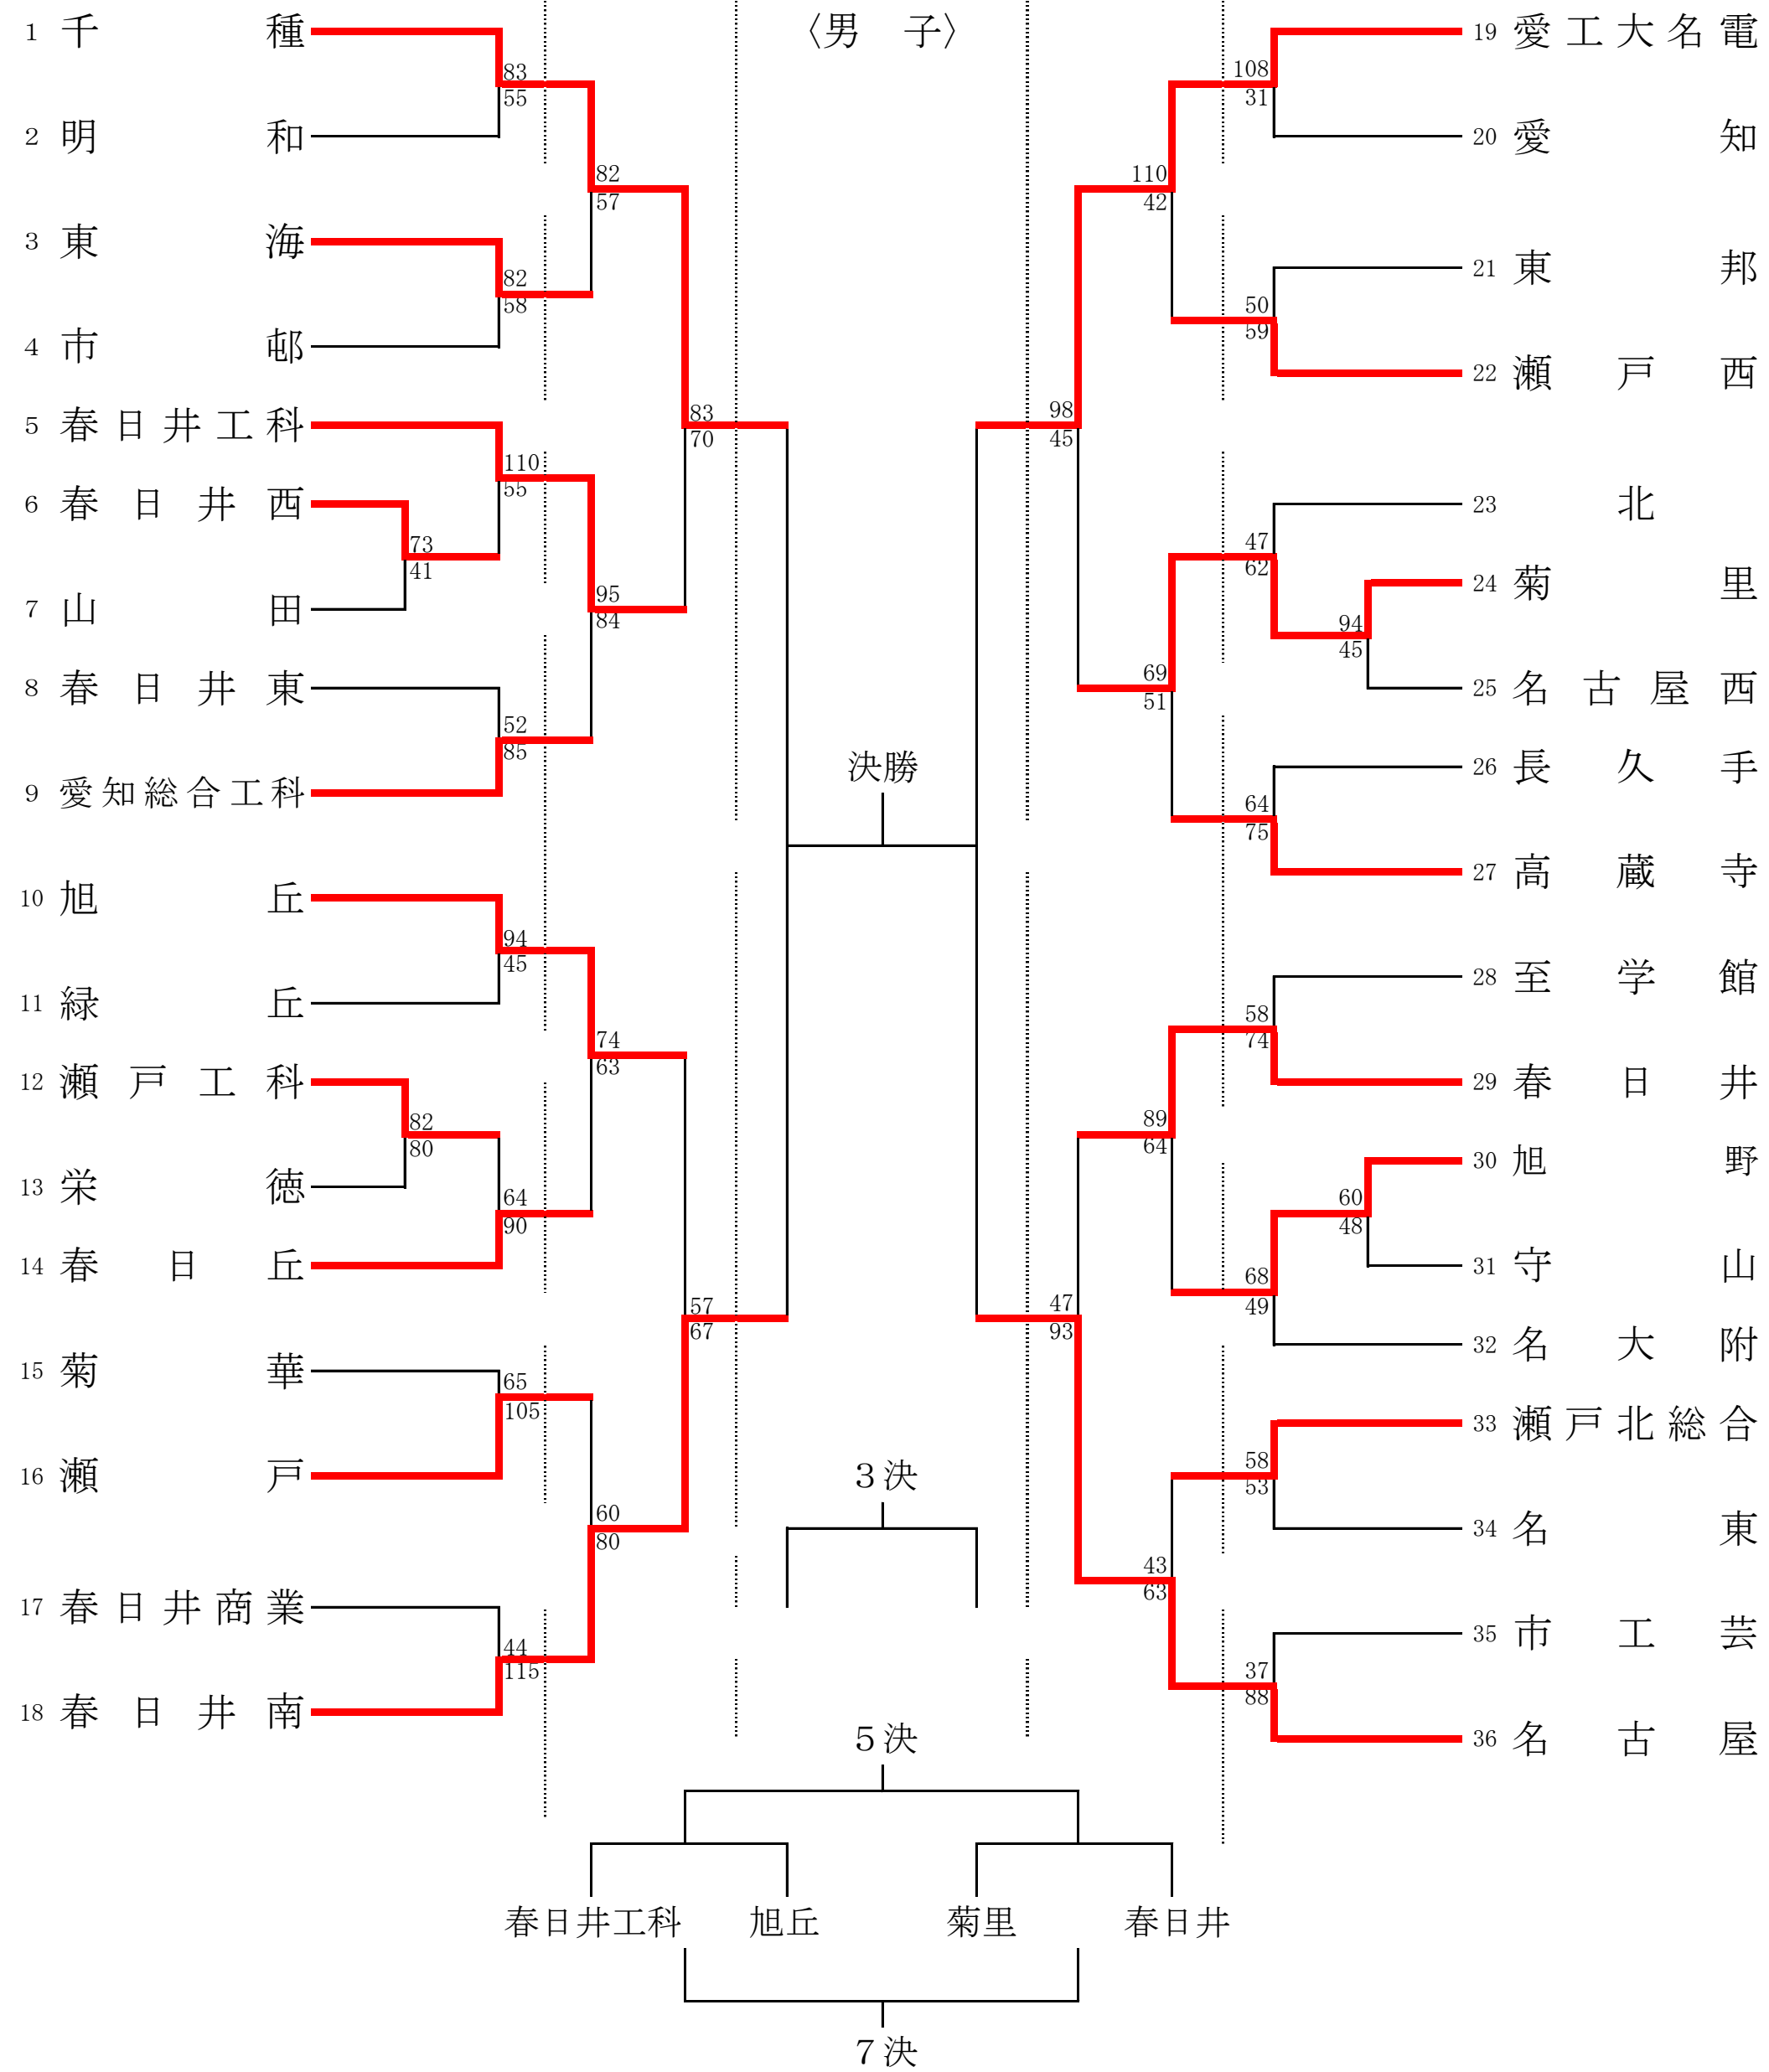 〈男　子〉
1 千種
83
55
2 明和
82
57
3 東海
82
58
4 市邨
83
70
5 春日井工科
110
55
6 春日井西
73
41
7 山田
95
84
8 春日井東
52
85
9 愛知総合工科
10 旭丘
94
45
11 緑丘
74
63
12 瀬戸工科
82
80
13 栄徳
64
90
14 春日丘
57
67
15 菊華
65
105
16 瀬戸
60
80
17 春日井商業
44
115
18 春日井南
19 愛工大名電
108
31
20 愛知
110
42
21 東邦
50
59
22 瀬戸西
98
45
23 北
47
62
24 菊里
94
45
25 名古屋西
69
51
26 長久手
64
75
27 高蔵寺
28 至学館
58
74
29 春日井
89
64
30 旭野
60
48
31 守山
68
49
32 名大附
47
93
33 瀬戸北総合
58
53
34 名東
43
63
35 市工芸
37
88
36 名古屋
決勝
３決
５決
春日井工科 旭丘 菊里 春日井
７決